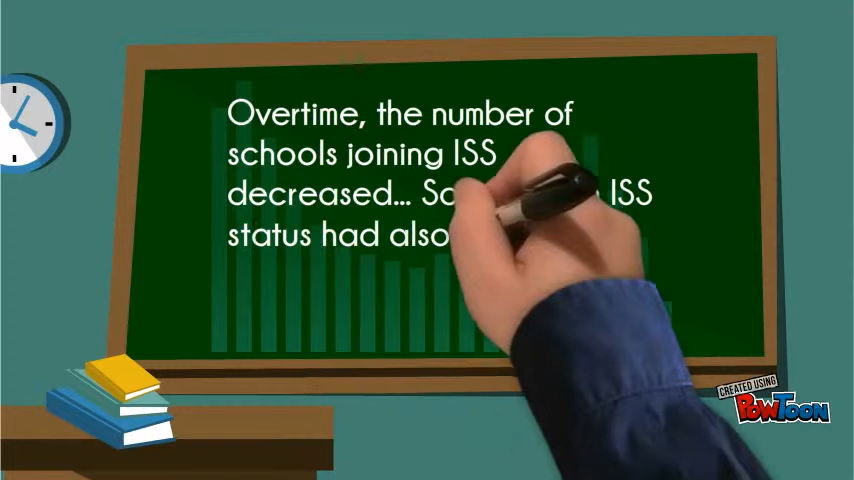 Overtime, the number of
schools joining ISS
decreased... ISS
status had also
CREATED USING
POWTOON